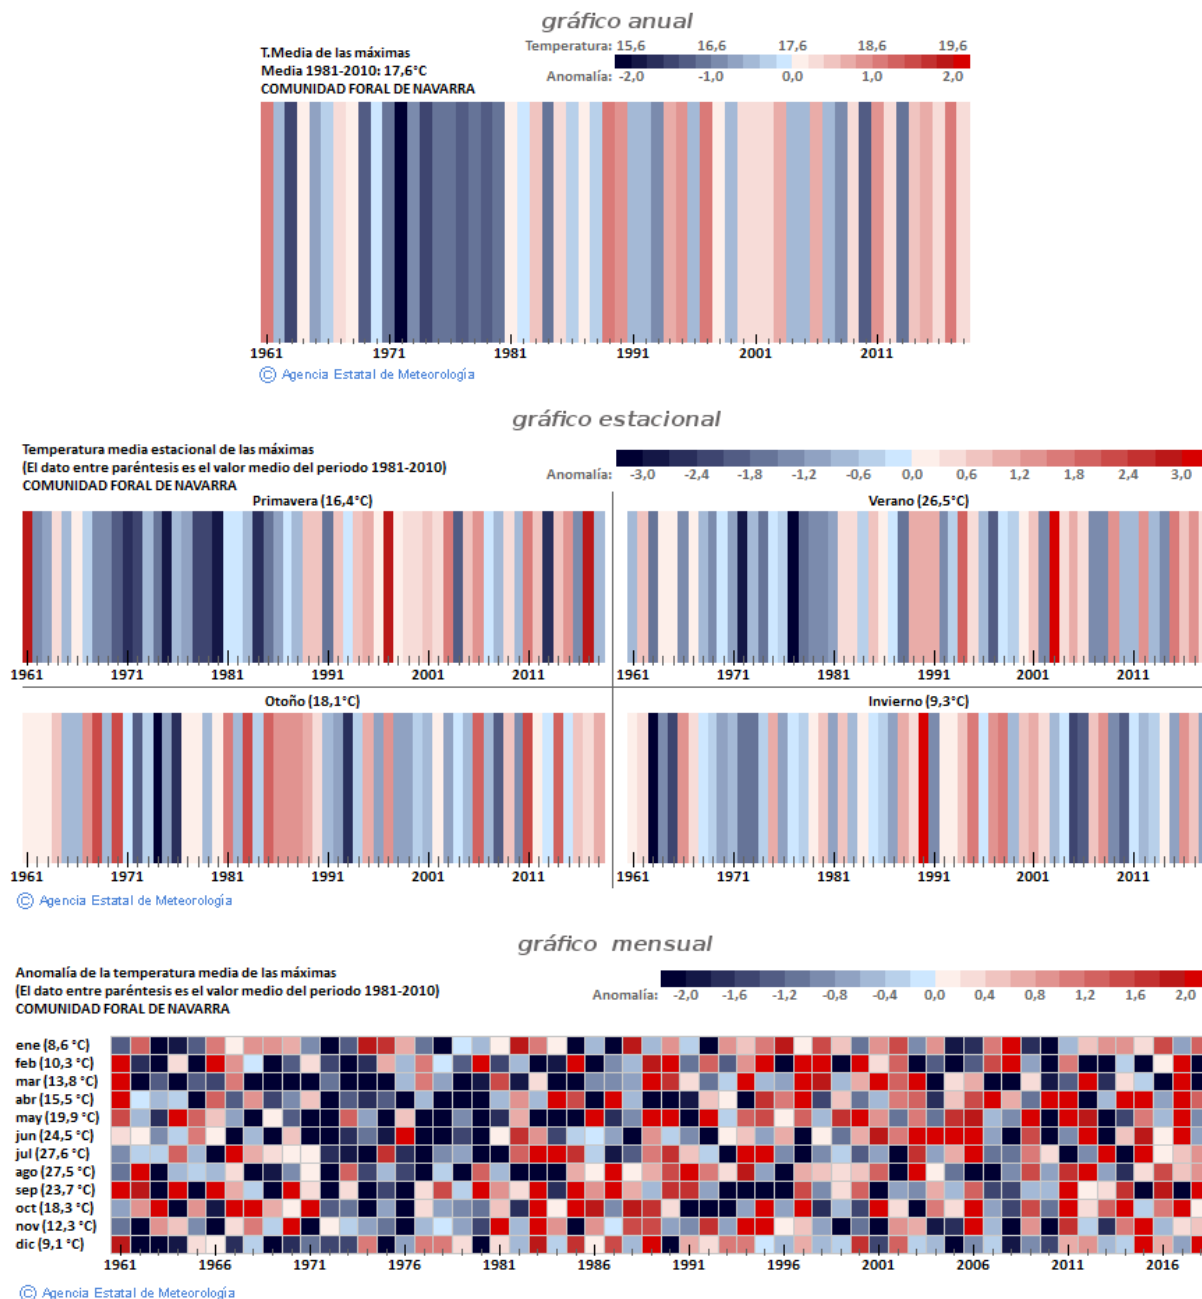 gráfico anual
T.Media de las máximas
Media 1981-2010: 17,6°C
COMUNIDAD FORAL DE NAVARRA
Temperatura: 15,6 16,6 17,6 18,6 19,6
Anomalía: -2,0 -1,0 0,0 1,0 2,0
1961 1971 1981 1991 2001 2011
© Agencia Estatal de Meteorología
gráfico estacional
Temperatura media estacional de las máximas
(El dato entre paréntesis es el valor medio del periodo 1981-2010)
COMUNIDAD FORAL DE NAVARRA
Anomalía: -3,0 -2,4 -1,8 -1,2 -0,6 0,0 0,6 1,2 1,8 2,4 3,0
Primavera (16,4°C)
1961 1971 1981 1991 2001 2011
Verano (26,5°C)
1961 1971 1981 1991 2001 2011
Otoño (18,1°C)
1961 1971 1981 1991 2001 2011
Invierno (9,3°C)
1961 1971 1981 1991 2001 2011
© Agencia Estatal de Meteorología
gráfico mensual
Anomalía de la temperatura media de las máximas
(El dato entre paréntesis es el valor medio del periodo 1981-2010)
COMUNIDAD FORAL DE NAVARRA
Anomalía: -2,0 -1,6 -1,2 -0,8 -0,4 0,0 0,4 0,8 1,2 1,6 2,0
ene (8,6 °C)
feb (10,3 °C)
mar (13,8 °C)
abr (15,5 °C)
may (19,9 °C)
jun (24,5 °C)
jul (27,6 °C)
ago (27,5 °C)
sep (23,7 °C)
oct (18,3 °C)
nov (12,3 °C)
dic (9,1 °C)
1961 1966 1971 1976 1981 1986 1991 1996 2001 2006 2011 2016
© Agencia Estatal de Meteorología